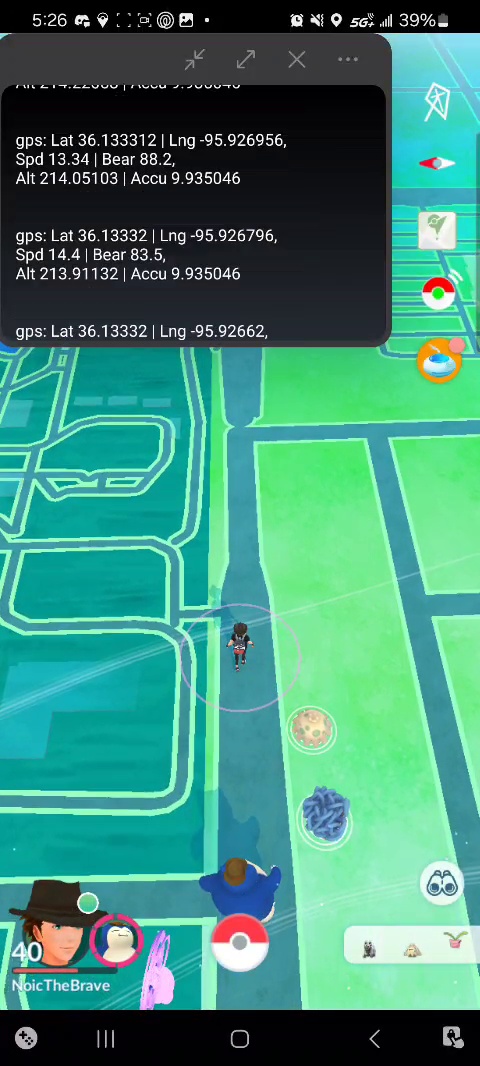 5:26
5G+
39%
Alt 214.22068 | Accu 9.935046
gps: Lat 36.133312 | Lng -95.926956,
Spd 13.34 | Bear 88.2,
Alt 214.05103 | Accu 9.935046
gps: Lat 36.13332 | Lng -95.926796,
Spd 14.4 | Bear 83.5,
Alt 213.91132 | Accu 9.935046
gps: Lat 36.13332 | Lng -95.92662,
40
NoicTheBrave